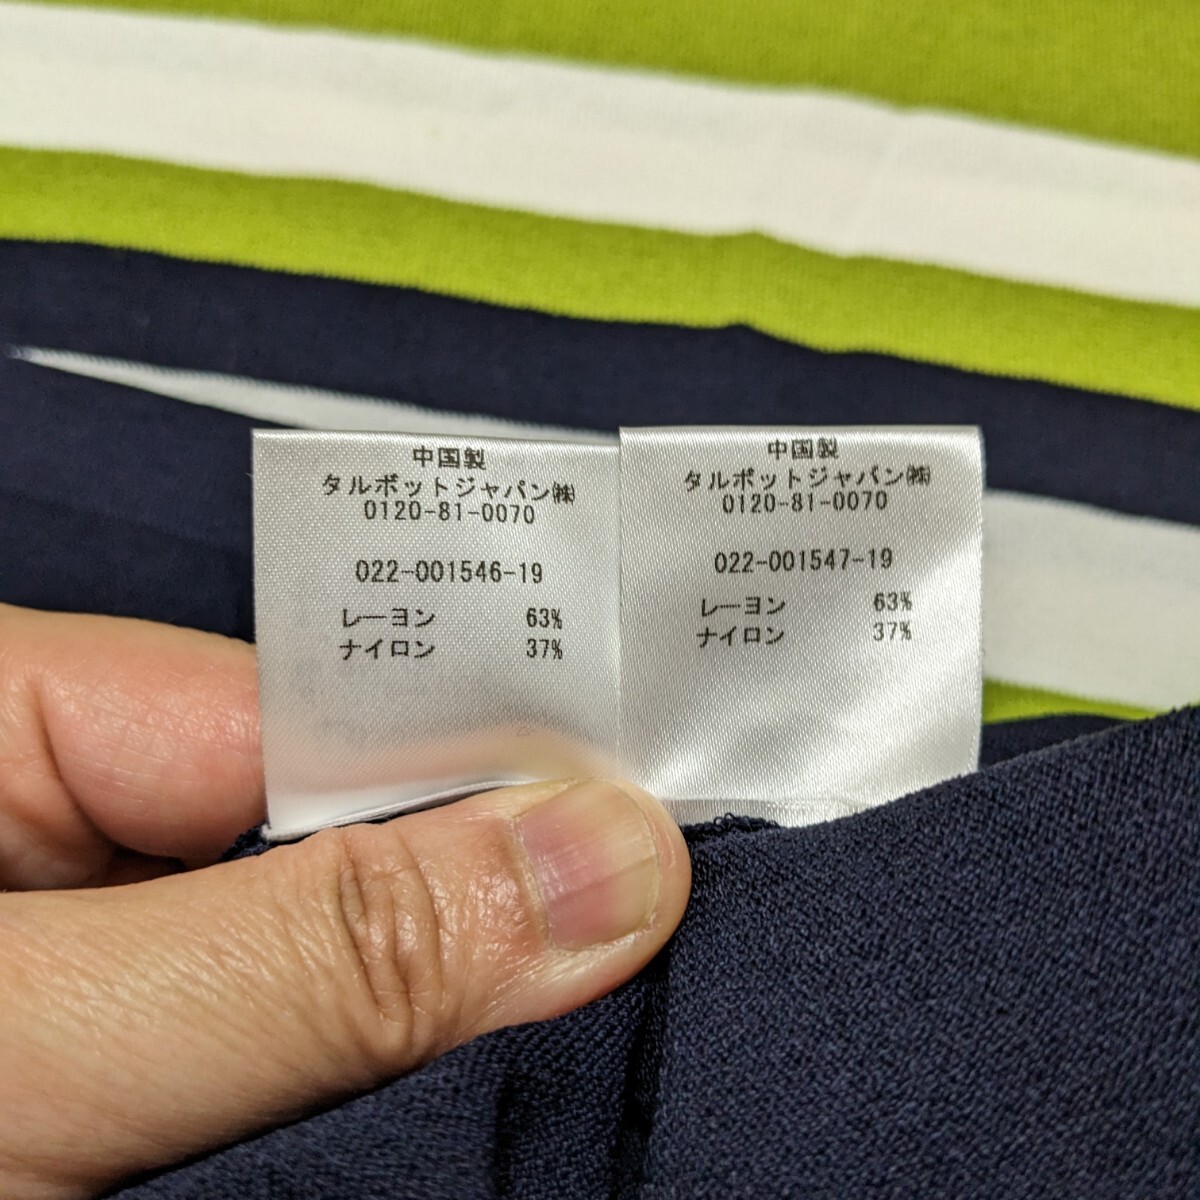 中国製
タルボットジャパン㈱
0120-81-0070
022-001546-19
レーヨン 63%
ナイロン 37%
中国製
タルボットジャパン㈱
0120-81-0070
022-001547-19
レーヨン 63%
ナイロン 37%